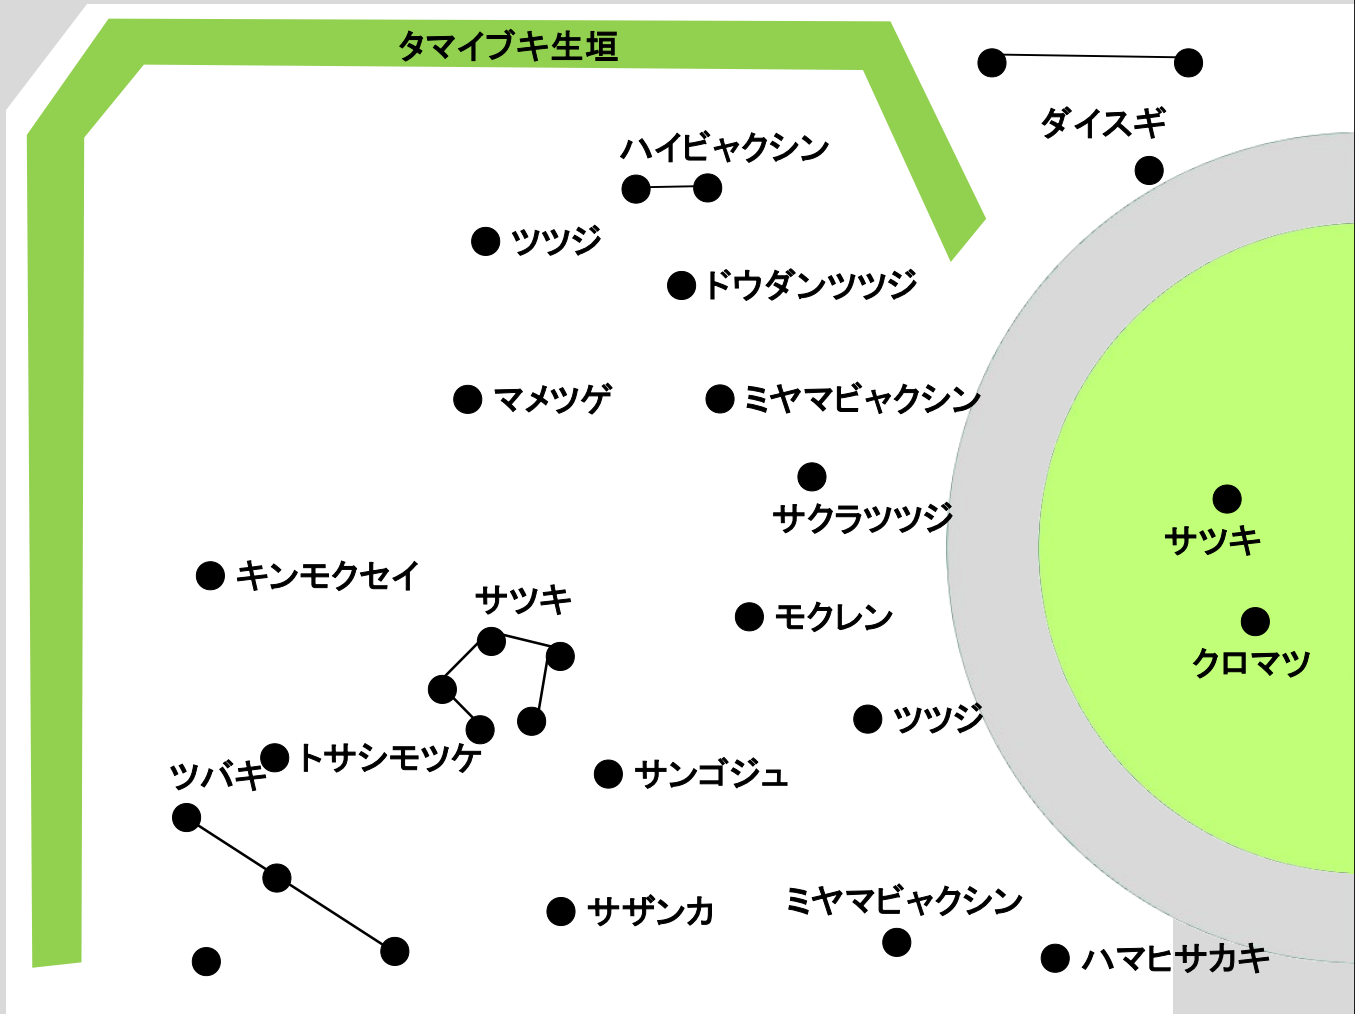 タマイブキ生垣
ダイスギ
ハイビャクシン
ツツジ
ドウダンツツジ
マメツゲ
ミヤマビャクシン
サクラツツジ
サツキ
キンモクセイ
サツキ
モクレン
クロマツ
ツツジ
トサシモツケ
ツバキ
サンゴジュ
サザンカ
ミヤマビャクシン
ハマヒサカキ